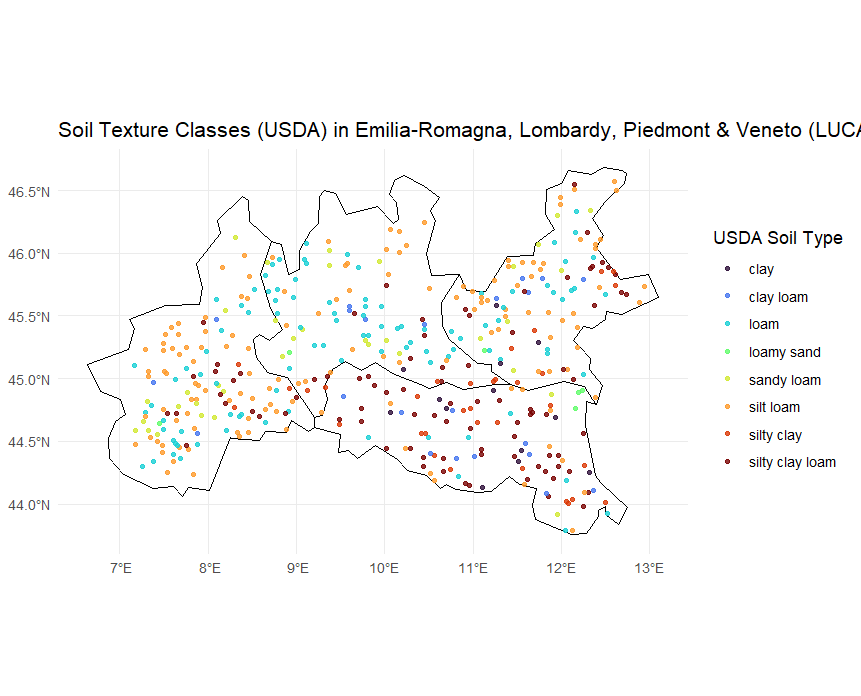 Soil Texture Classes (USDA) in Emilia-Romagna, Lombardy, Piedmont & Veneto (LUCA
46.5°N
46.0°N
45.5°N
45.0°N
44.5°N
44.0°N
7°E
8°E
9°E
10°E
11°E
12°E
13°E
USDA Soil Type
clay
clay loam
loam
loamy sand
sandy loam
silt loam
silty clay
silty clay loam